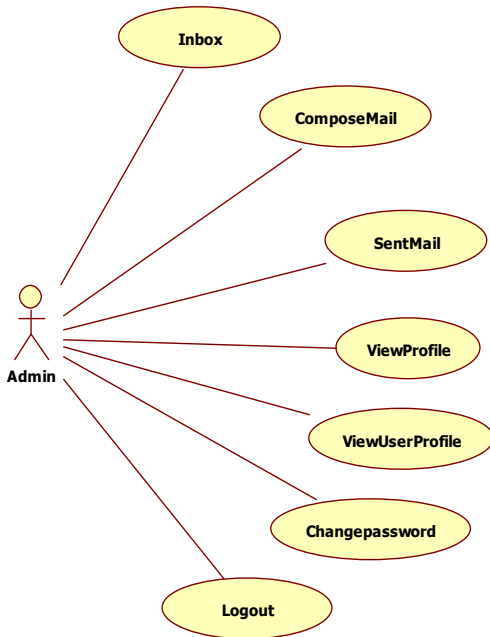 Inbox
ComposeMail
SentMail
Admin
ViewProfile
ViewUserProfile
Changepassword
Logout